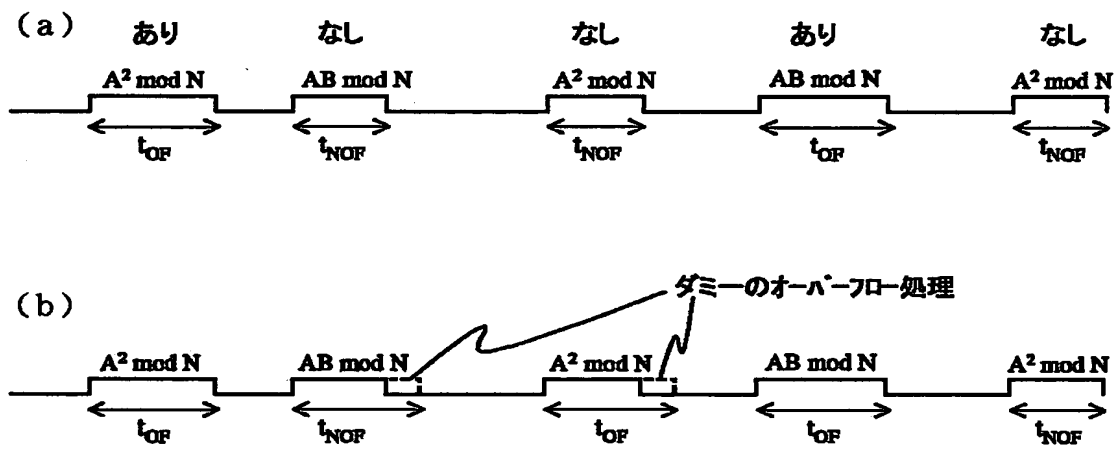 (a)
あり なし なし あり なし
A² mod N AB mod N A² mod N AB mod N A² mod N
tOF tNOF tNOF tOF tNOF
ダミーのオーバーフロー処理
(b)
A² mod N AB mod N A² mod N AB mod N A² mod N
tOF tNOF tOF tOF tNOF